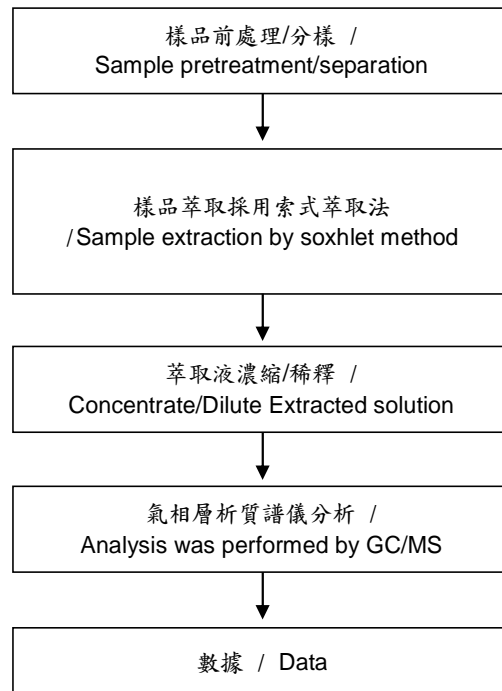 樣品前處理/分樣 /
Sample pretreatment/separation
樣品萃取採用索式萃取法
/Sample extraction by soxhlet method
萃取液濃縮/稀釋 /
Concentrate/Dilute Extracted solution
氣相層析質譜儀分析 /
Analysis was performed by GC/MS
數據 / Data